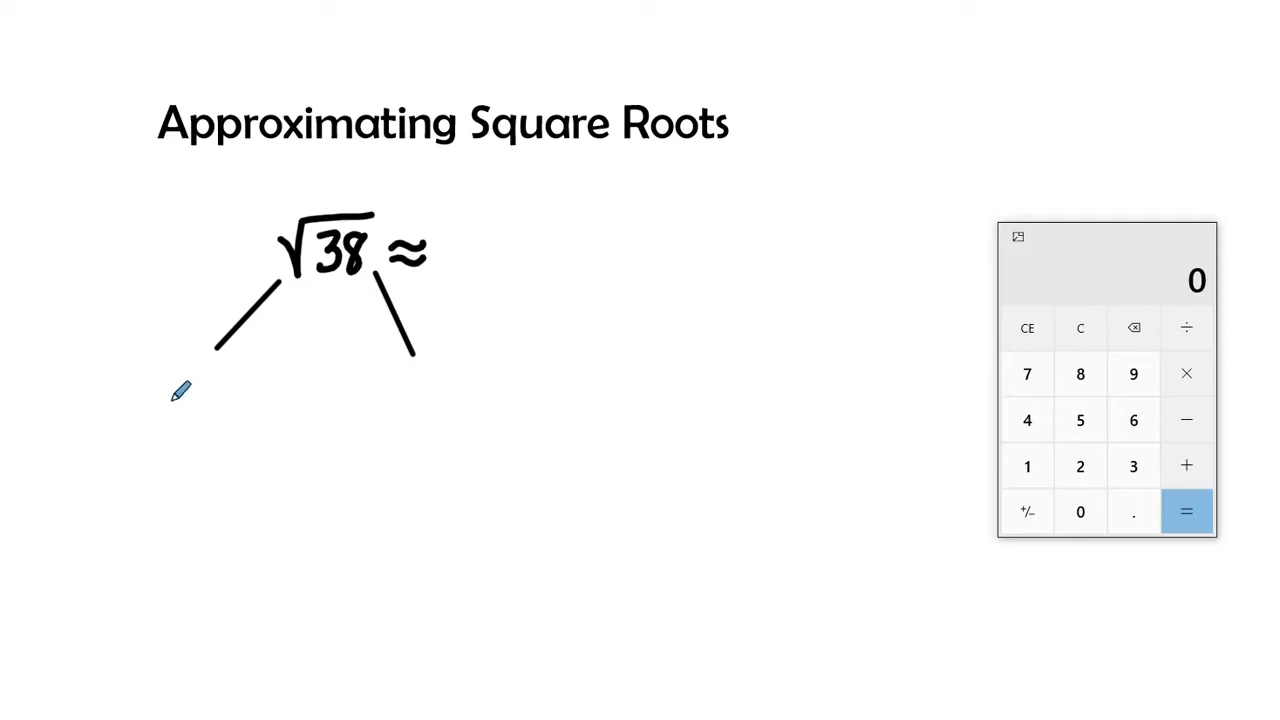 Approximating Square Roots
√38 ≈
0
CE C ÷
7 8 9 ×
4 5 6 −
1 2 3 +
+/− 0 . =